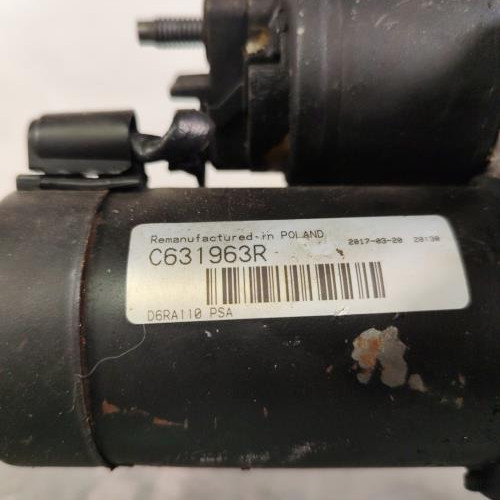 Remanufactured in POLAND 2017-03-20 20:30
C631963R
D6RA110 PSA